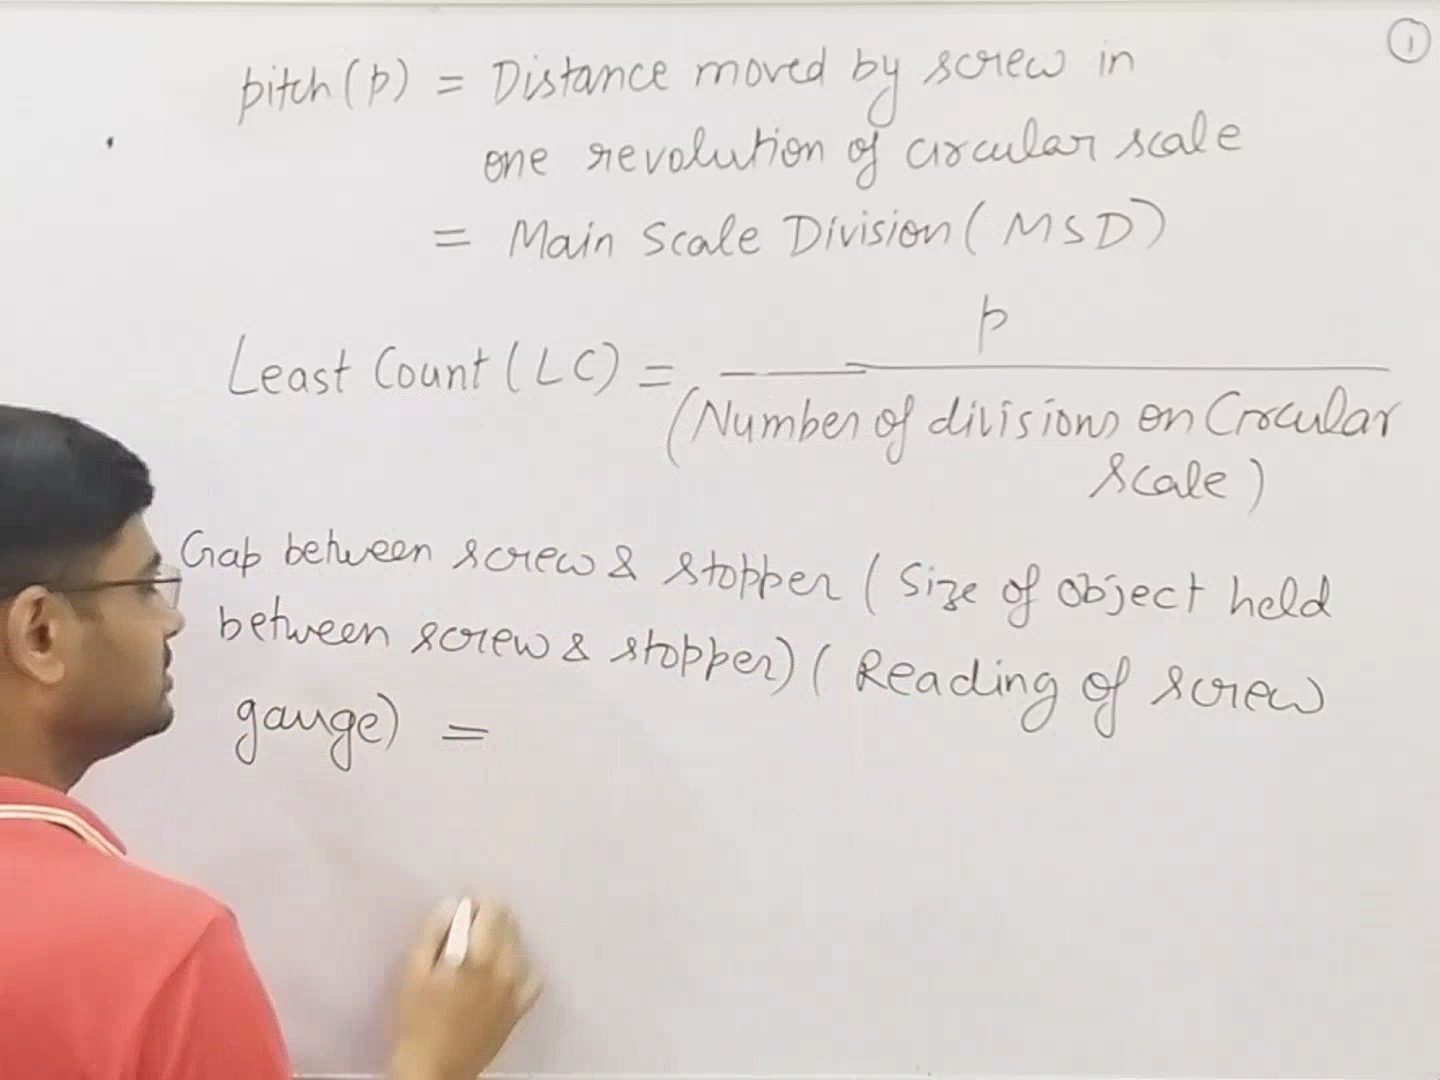 1
pitch (p) = Distance moved by screw in
one revolution of circular scale
= Main Scale Division (MSD)
p
Least Count (LC) =
(Number of divisions on Circular
scale)
Gap between screw & stopper (Size of object held
between screw & stopper) (Reading of screw
gauge) =